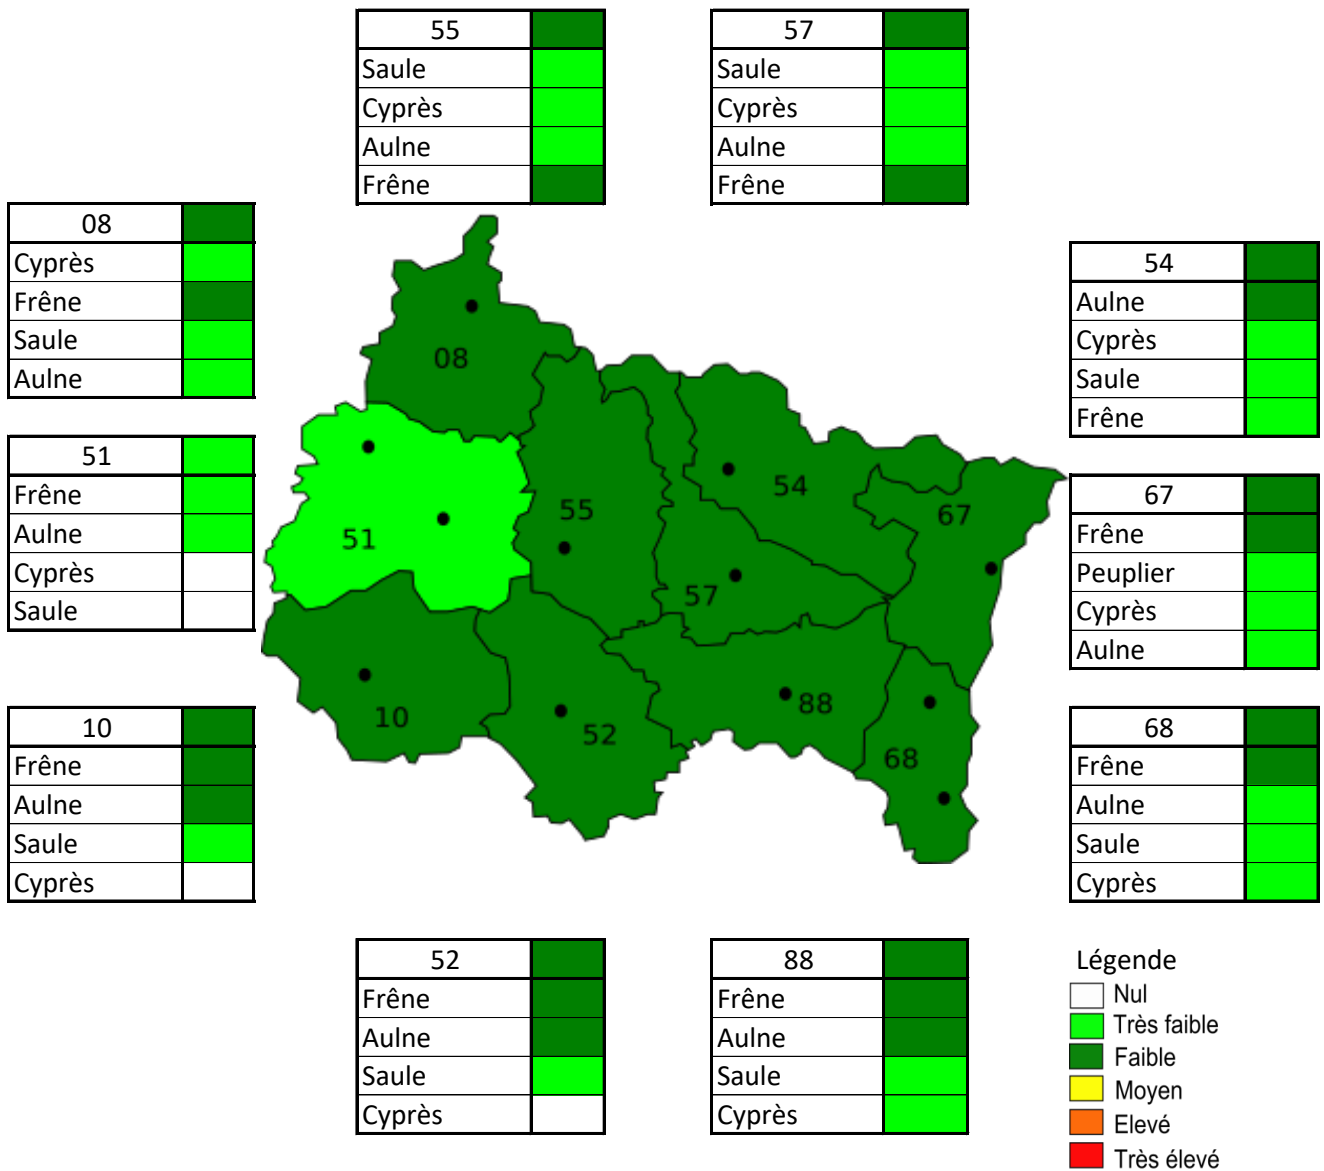 55
Saule
Cyprès
Aulne
Frêne
57
Saule
Cyprès
Aulne
Frêne
08
Cyprès
Frêne
Saule
Aulne
51
Frêne
Aulne
Cyprès
Saule
10
Frêne
Aulne
Saule
Cyprès
08
51
55
54
67
57
10
52
88
68
54
Aulne
Cyprès
Saule
Frêne
67
Frêne
Peuplier
Cyprès
Aulne
68
Frêne
Aulne
Saule
Cyprès
52
Frêne
Aulne
Saule
Cyprès
88
Frêne
Aulne
Saule
Cyprès
Légende
Nul
Très faible
Faible
Moyen
Elevé
Très élevé